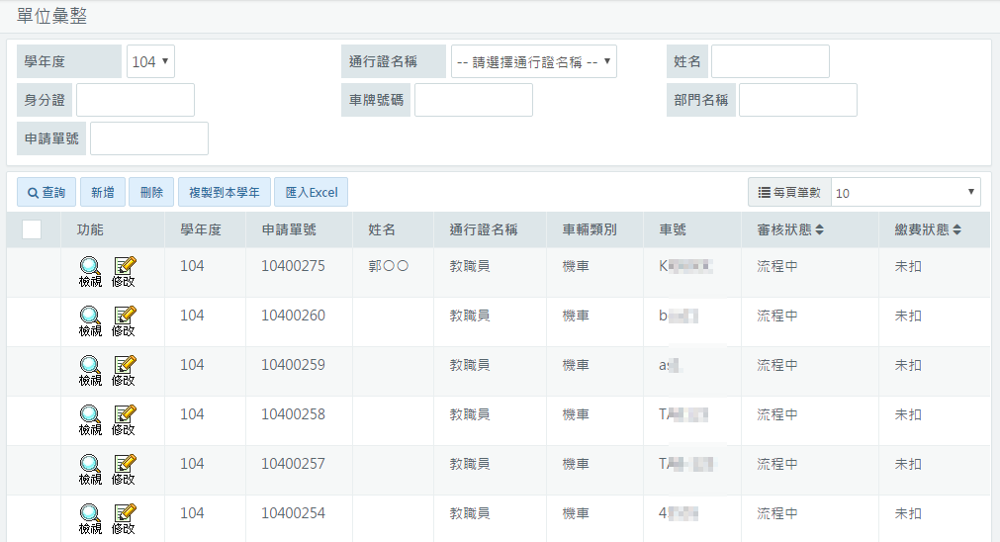 單位彙整
學年度 104 通行證名稱 -- 請選擇通行證名稱 -- 姓名
身分證 車牌號碼 部門名稱
申請單號
查詢 新增 刪除 複製到本學年 匯入Excel 每頁筆數 10
功能 學年度 申請單號 姓名 通行證名稱 車輛類別 車號 審核狀態 繳費狀態
檢視 修改 104 10400275 郭〇〇 教職員 機車 K 流程中 未扣
檢視 修改 104 10400260 教職員 機車 b 流程中 未扣
檢視 修改 104 10400259 教職員 機車 as 流程中 未扣
檢視 修改 104 10400258 教職員 機車 TA 流程中 未扣
檢視 修改 104 10400257 教職員 機車 TA 流程中 未扣
檢視 修改 104 10400254 教職員 機車 4 流程中 未扣